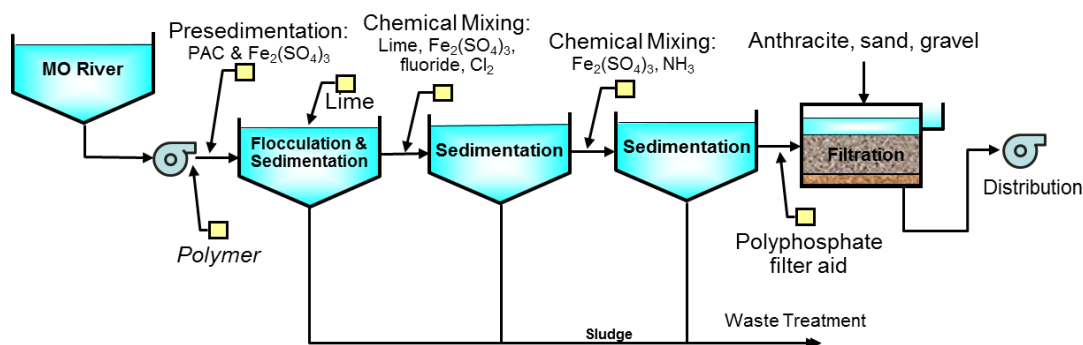 MO River
Presedimentation:
PAC & Fe₂(SO₄)₃
Polymer
Lime
Flocculation &
Sedimentation
Chemical Mixing:
Lime, Fe₂(SO₄)₃,
fluoride, Cl₂
Sedimentation
Chemical Mixing:
Fe₂(SO₄)₃, NH₃
Sedimentation
Anthracite, sand, gravel
Filtration
Polyphosphate
filter aid
Distribution
Sludge
Waste Treatment